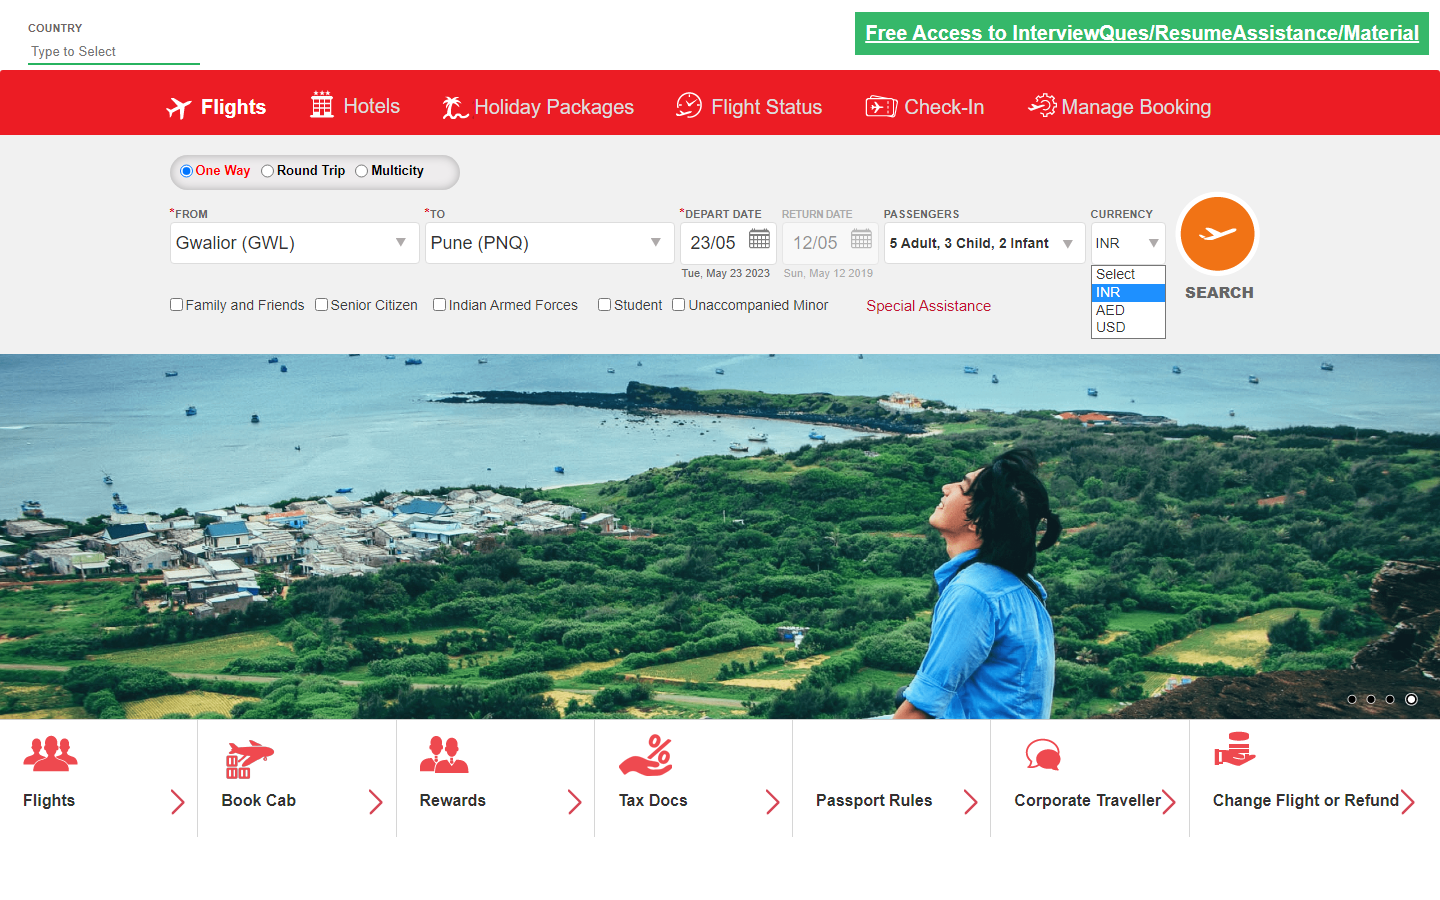 COUNTRY
Type to Select
Free Access to InterviewQues/ResumeAssistance/Material
Flights Hotels Holiday Packages Flight Status Check-In Manage Booking
One Way Round Trip Multicity
*FROM *TO *DEPART DATE RETURN DATE PASSENGERS CURRENCY
Gwalior (GWL) Pune (PNQ) 23/05 12/05 5 Adult, 3 Child, 2 Infant INR
Tue, May 23 2023 Sun, May 12 2019
Select
INR
AED
USD
SEARCH
Family and Friends Senior Citizen Indian Armed Forces Student Unaccompanied Minor Special Assistance
Flights Book Cab Rewards Tax Docs Passport Rules Corporate Traveller Change Flight or Refund